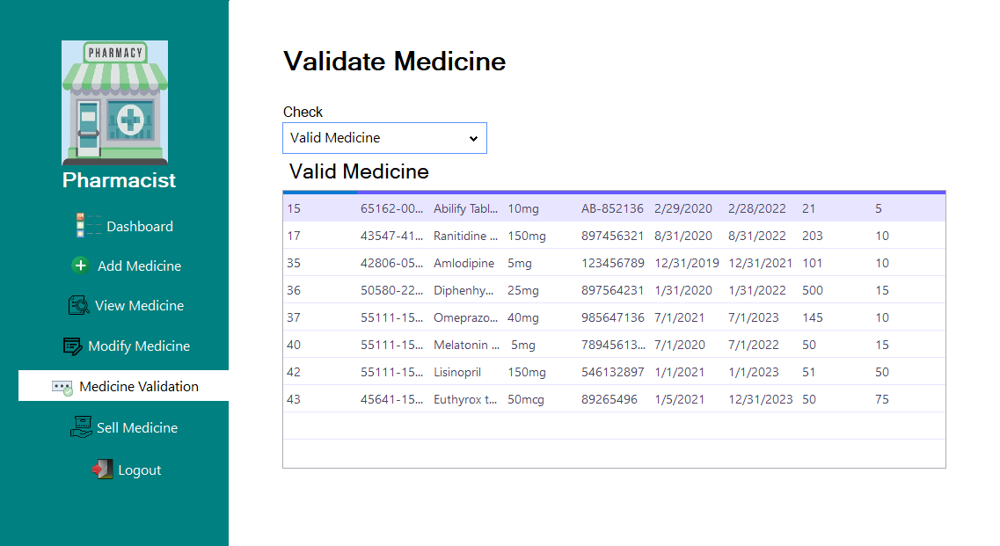 PHARMACY
Pharmacist
Dashboard
Add Medicine
View Medicine
Modify Medicine
Medicine Validation
Sell Medicine
Logout
Validate Medicine
Check
Valid Medicine
Valid Medicine
15 65162-00... Abilify Tabl... 10mg AB-852136 2/29/2020 2/28/2022 21 5
17 43547-41... Ranitidine ... 150mg 897456321 8/31/2020 8/31/2022 203 10
35 42806-05... Amlodipine 5mg 123456789 12/31/2019 12/31/2021 101 10
36 50580-22... Diphenhy... 25mg 897564231 1/31/2020 1/31/2022 500 15
37 55111-15... Omeprazo... 40mg 985647136 7/1/2021 7/1/2023 145 10
40 55111-15... Melatonin ... 5mg 78945613... 7/1/2020 7/1/2022 50 15
42 55111-15... Lisinopril 150mg 546132897 1/1/2021 1/1/2023 51 50
43 45641-15... Euthyrox t... 50mcg 89265496 1/5/2021 12/31/2023 50 75